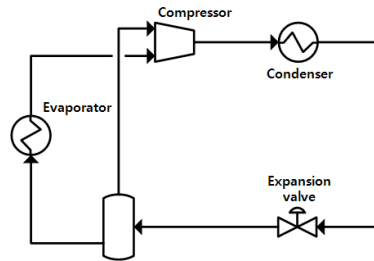 Compressor
Condenser
Evaporator
Expansion
valve